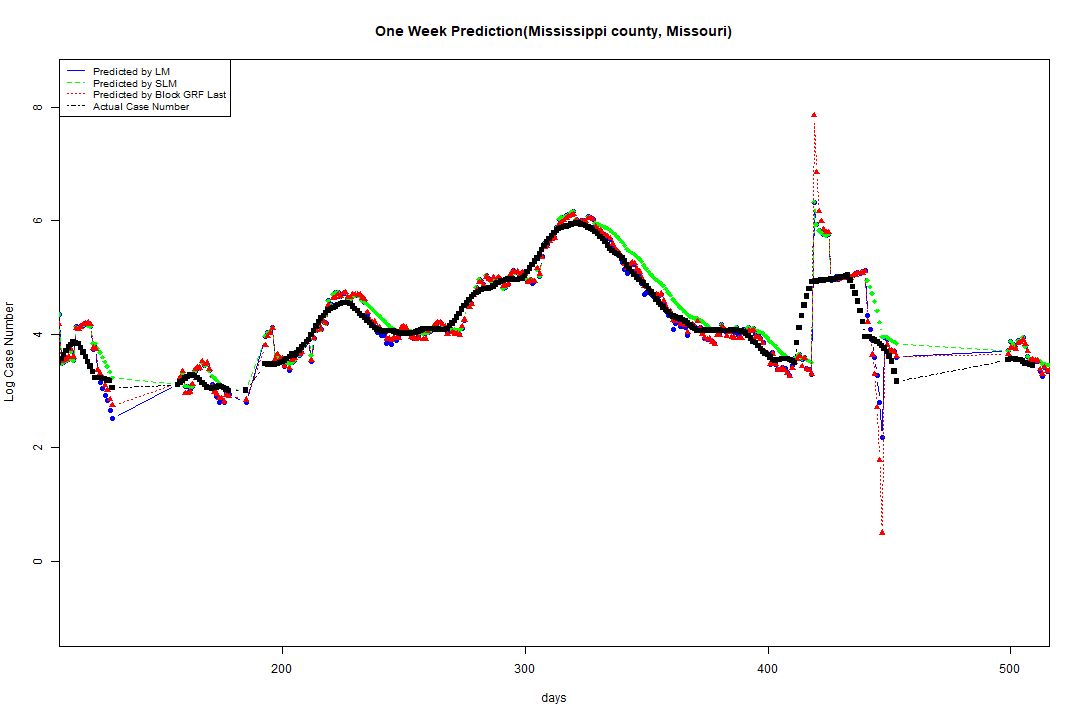 One Week Prediction(Mississippi county, Missouri)
Predicted by LM
Predicted by SLM
Predicted by Block GRF Last
Actual Case Number
8
6
4
2
0
Log Case Number
200 300 400 500
days